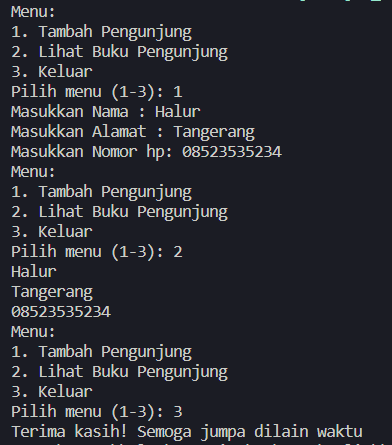 Menu:
1. Tambah Pengunjung
2. Lihat Buku Pengunjung
3. Keluar
Pilih menu (1-3): 1
Masukkan Nama : Halur
Masukkan Alamat : Tangerang
Masukkan Nomor hp: 08523535234
Menu:
1. Tambah Pengunjung
2. Lihat Buku Pengunjung
3. Keluar
Pilih menu (1-3): 2
Halur
Tangerang
08523535234
Menu:
1. Tambah Pengunjung
2. Lihat Buku Pengunjung
3. Keluar
Pilih menu (1-3): 3
Terima kasih! Semoga jumpa dilain waktu